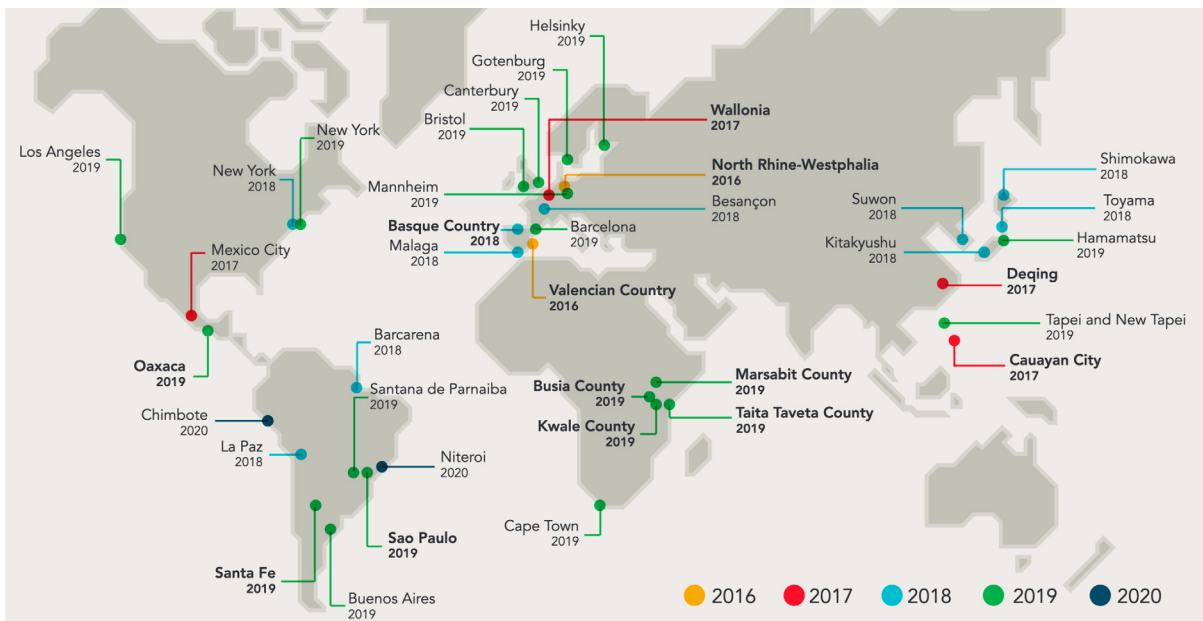 Helsinky
2019
Gotenburg
2019
Canterbury
2019
Bristol
2019
Wallonia
2017
Los Angeles
2019
New York
2019
New York
2018
Mannheim
2019
North Rhine-Westphalia
2016
Besançon
2018
Basque Country
2018
Barcelona
2019
Malaga
2018
Valencian Country
2016
Shimokawa
2018
Suwon
2018
Toyama
2018
Kitakyushu
2018
Hamamatsu
2019
Deqing
2017
Tapei and New Tapei
2019
Cauayan City
2017
Mexico City
2017
Oaxaca
2019
Barcarena
2018
Santana de Parnaiba
2019
Chimbote
2020
La Paz
2018
Niteroi
2020
Sao Paulo
2019
Santa Fe
2019
Buenos Aires
2019
Marsabit County
2019
Busia County
2019
Taita Taveta County
2019
Kwale County
2019
Cape Town
2019
2016
2017
2018
2019
2020